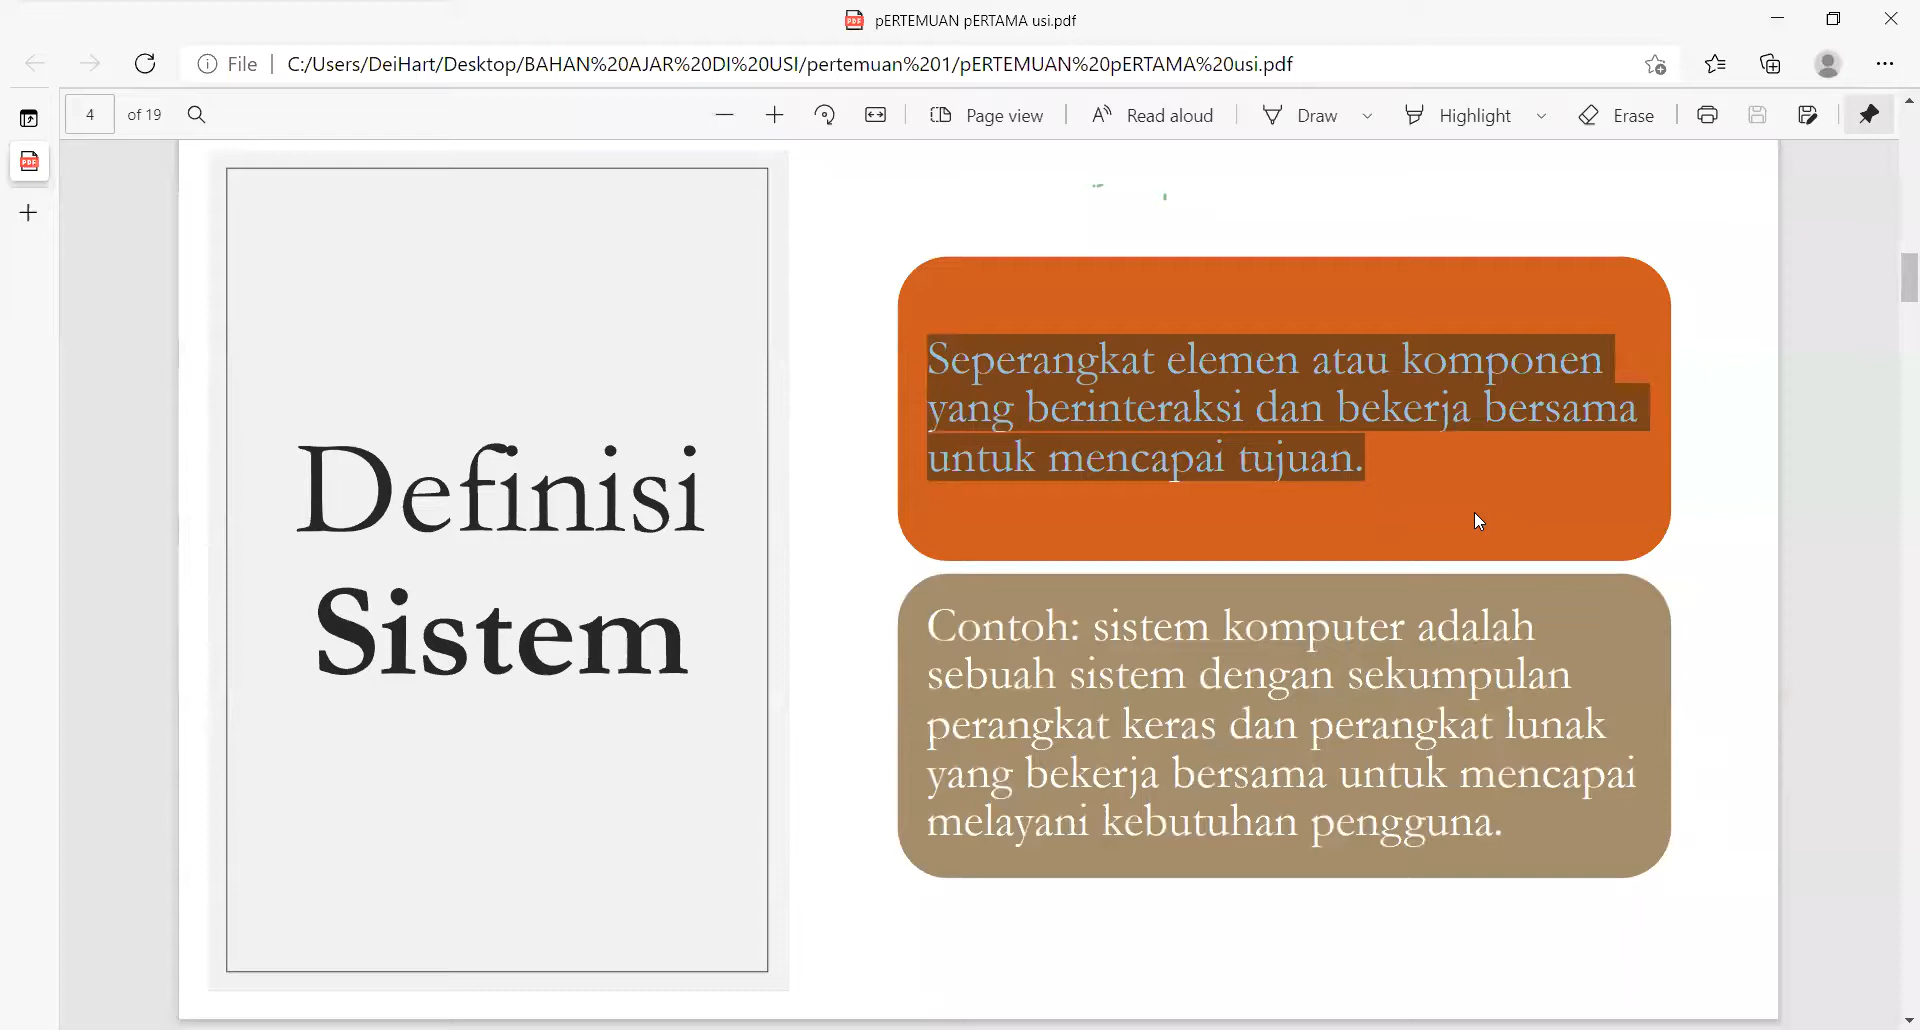 pERTEMUAN pERTAMA usi.pdf
File | C:/Users/DeiHart/Desktop/BAHAN%20AJAR%20DI%20USI/pertemuan%201/pERTEMUAN%20pERTAMA%20usi.pdf
4 of 19 Page view Read aloud Draw Highlight Erase
Definisi
Sistem
Seperangkat elemen atau komponen
yang berinteraksi dan bekerja bersama
untuk mencapai tujuan.
Contoh: sistem komputer adalah
sebuah sistem dengan sekumpulan
perangkat keras dan perangkat lunak
yang bekerja bersama untuk mencapai
melayani kebutuhan pengguna.